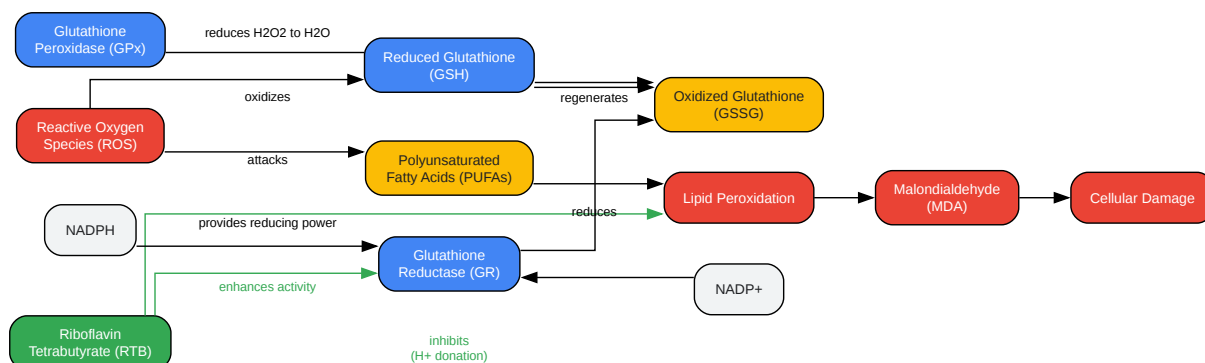 Glutathione
Peroxidase (GPx)
reduces H2O2 to H2O
Reduced Glutathione
(GSH)
oxidizes
regenerates
Oxidized Glutathione
(GSSG)
Reactive Oxygen
Species (ROS)
attacks
Polyunsaturated
Fatty Acids (PUFAs)
Lipid Peroxidation
Malondialdehyde
(MDA)
Cellular Damage
reduces
NADPH
provides reducing power
Glutathione
Reductase (GR)
NADP+
enhances activity
Riboflavin
Tetrabutyrate (RTB)
inhibits
(H+ donation)